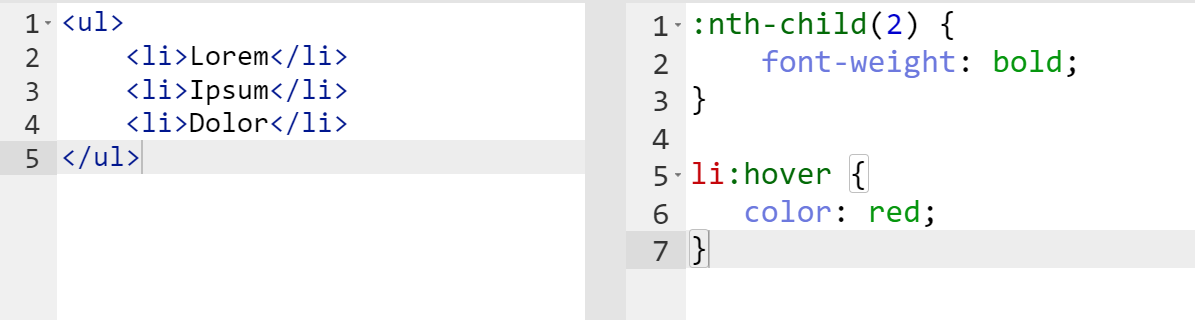 1 <ul>
2     <li>Lorem</li>
3     <li>Ipsum</li>
4     <li>Dolor</li>
5 </ul>
1 :nth-child(2) {
2     font-weight: bold;
3 }
4
5 li:hover {
6    color: red;
7 }